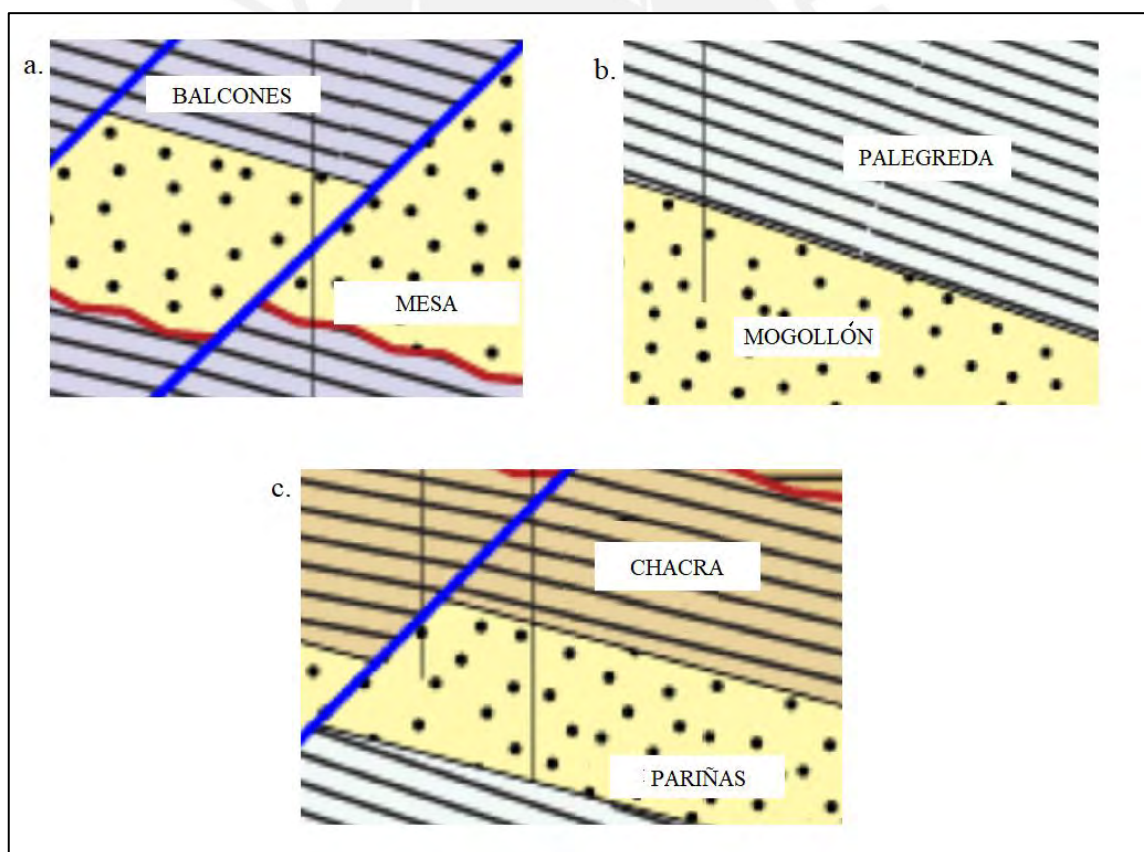 a.
BALCONES
MESA
b.
PALEGREDA
MOGOLLÓN
c.
CHACRA
PARIÑAS